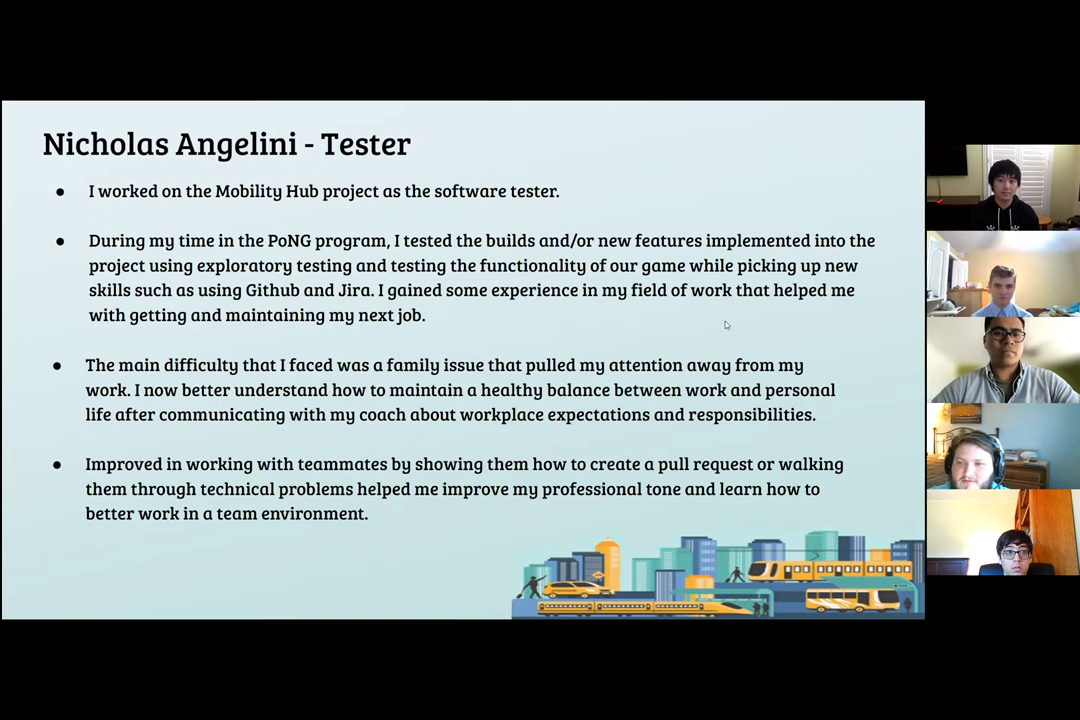 Nicholas Angelini - Tester
● I worked on the Mobility Hub project as the software tester.
● During my time in the PoNG program, I tested the builds and/or new features implemented into the
project using exploratory testing and testing the functionality of our game while picking up new
skills such as using Github and Jira. I gained some experience in my field of work that helped me
with getting and maintaining my next job.
● The main difficulty that I faced was a family issue that pulled my attention away from my
work. I now better understand how to maintain a healthy balance between work and personal
life after communicating with my coach about workplace expectations and responsibilities.
● Improved in working with teammates by showing them how to create a pull request or walking
them through technical problems helped me improve my professional tone and learn how to
better work in a team environment.